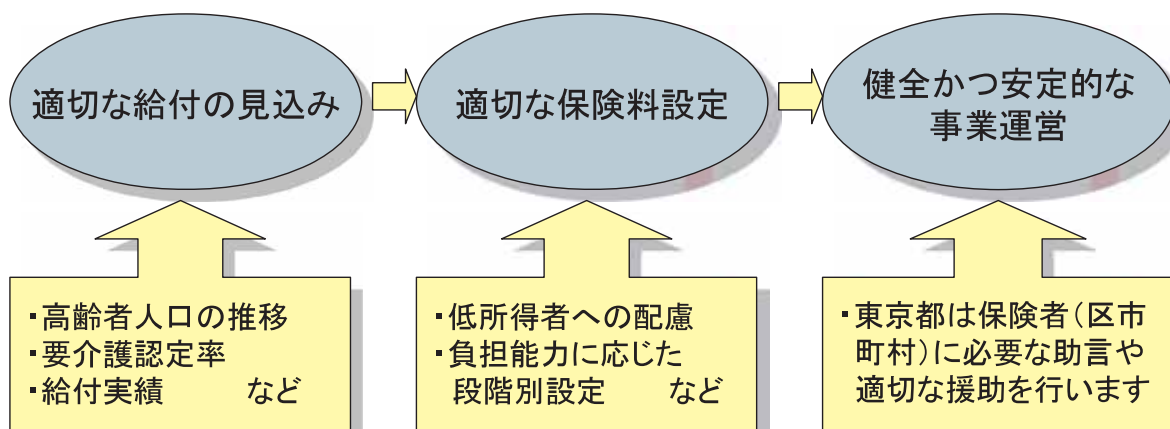 適切な給付の見込み
適切な保険料設定
健全かつ安定的な
事業運営
・高齢者人口の推移
・要介護認定率
・給付実績　　など
・低所得者への配慮
・負担能力に応じた
段階別設定　　など
・東京都は保険者（区市
町村）に必要な助言や
適切な援助を行います